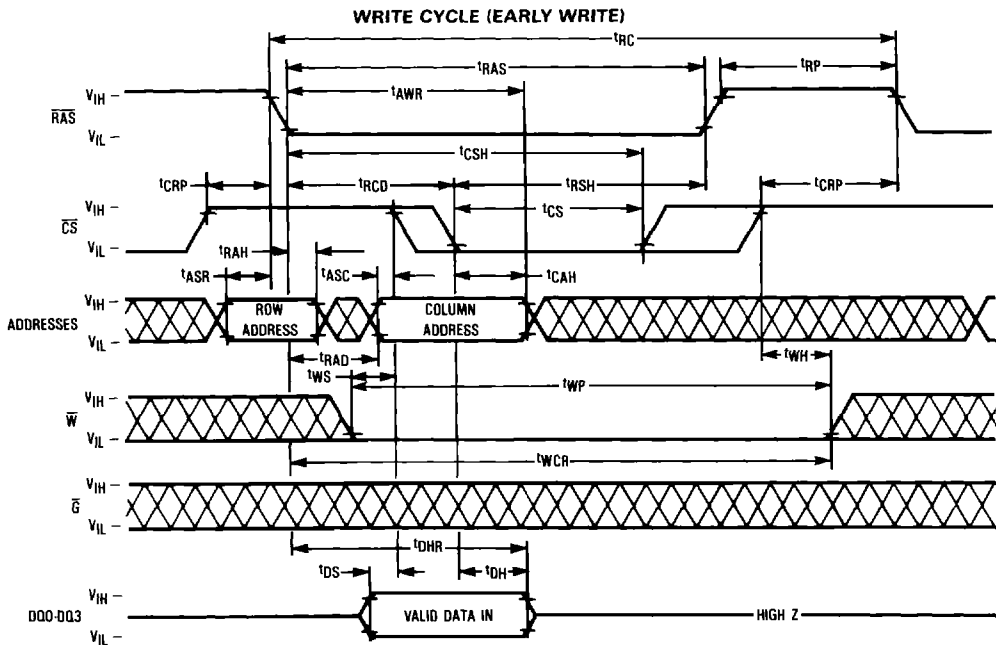 WRITE CYCLE (EARLY WRITE)
tRC
tRAS
tRP
tAWR
VIH
RAS
VIL
tCSH
tCRP
tRCD
tRSH
tCRP
tCS
VIH
CS
VIL
tRAH
tASR
tASC
tCAH
VIH
ADDRESSES
VIL
ROW
ADDRESS
COLUMN
ADDRESS
tRAD
tWS
tWH
tWP
VIH
W
VIL
tWCR
VIH
G
VIL
tDHR
tDS
tDH
VIH
DQ0-DQ3
VIL
VALID DATA IN
HIGH Z